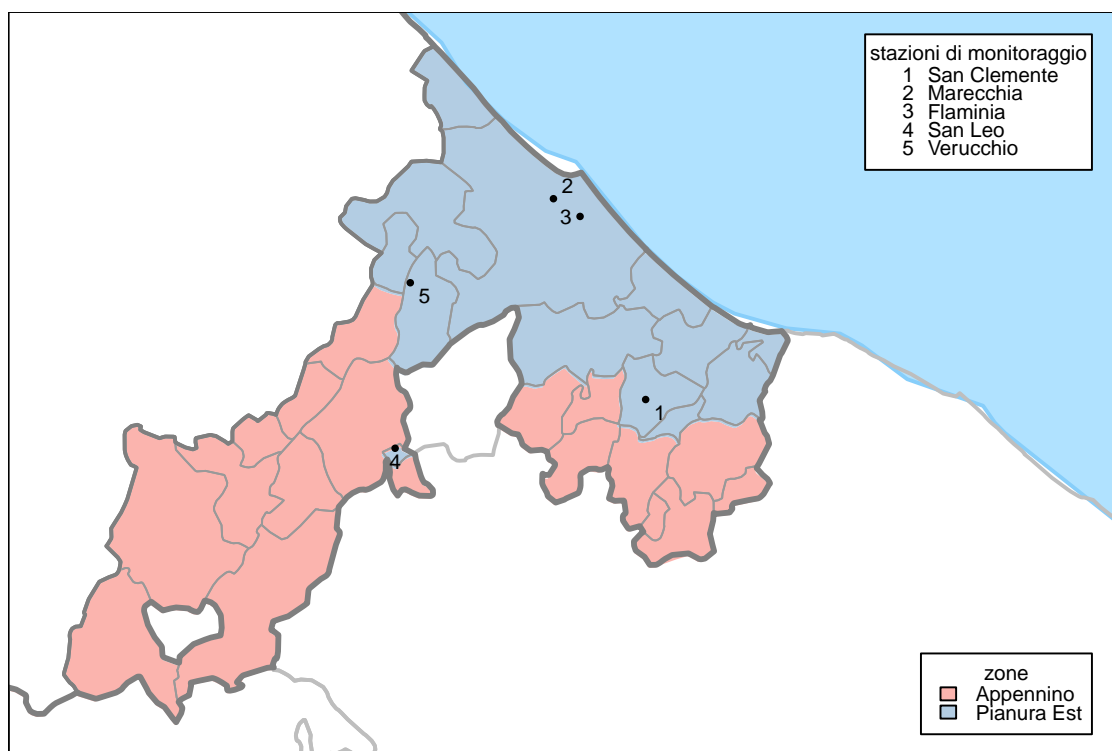 stazioni di monitoraggio
1 San Clemente
2 Marecchia
3 Flaminia
4 San Leo
5 Verucchio
2
3
5
1
4
zone
Appennino
Pianura Est